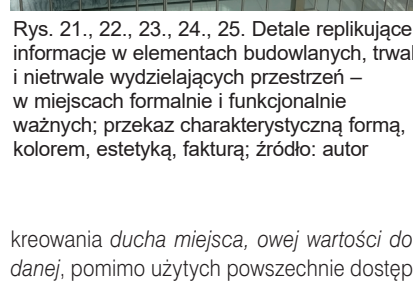 Rys. 21., 22., 23., 24., 25. Detale replikujące
informacje w elementach budowlanych, trwal
i nietrwale wydzielających przestrzeń –
w miejscach formalnie i funkcjonalnie
ważnych; przekaz charakterystyczną formą,
kolorem, estetyką, fakturą; źródło: autor
kreowania ducha miejsca, owej wartości do
danej, pomimo użytych powszechnie dostęp